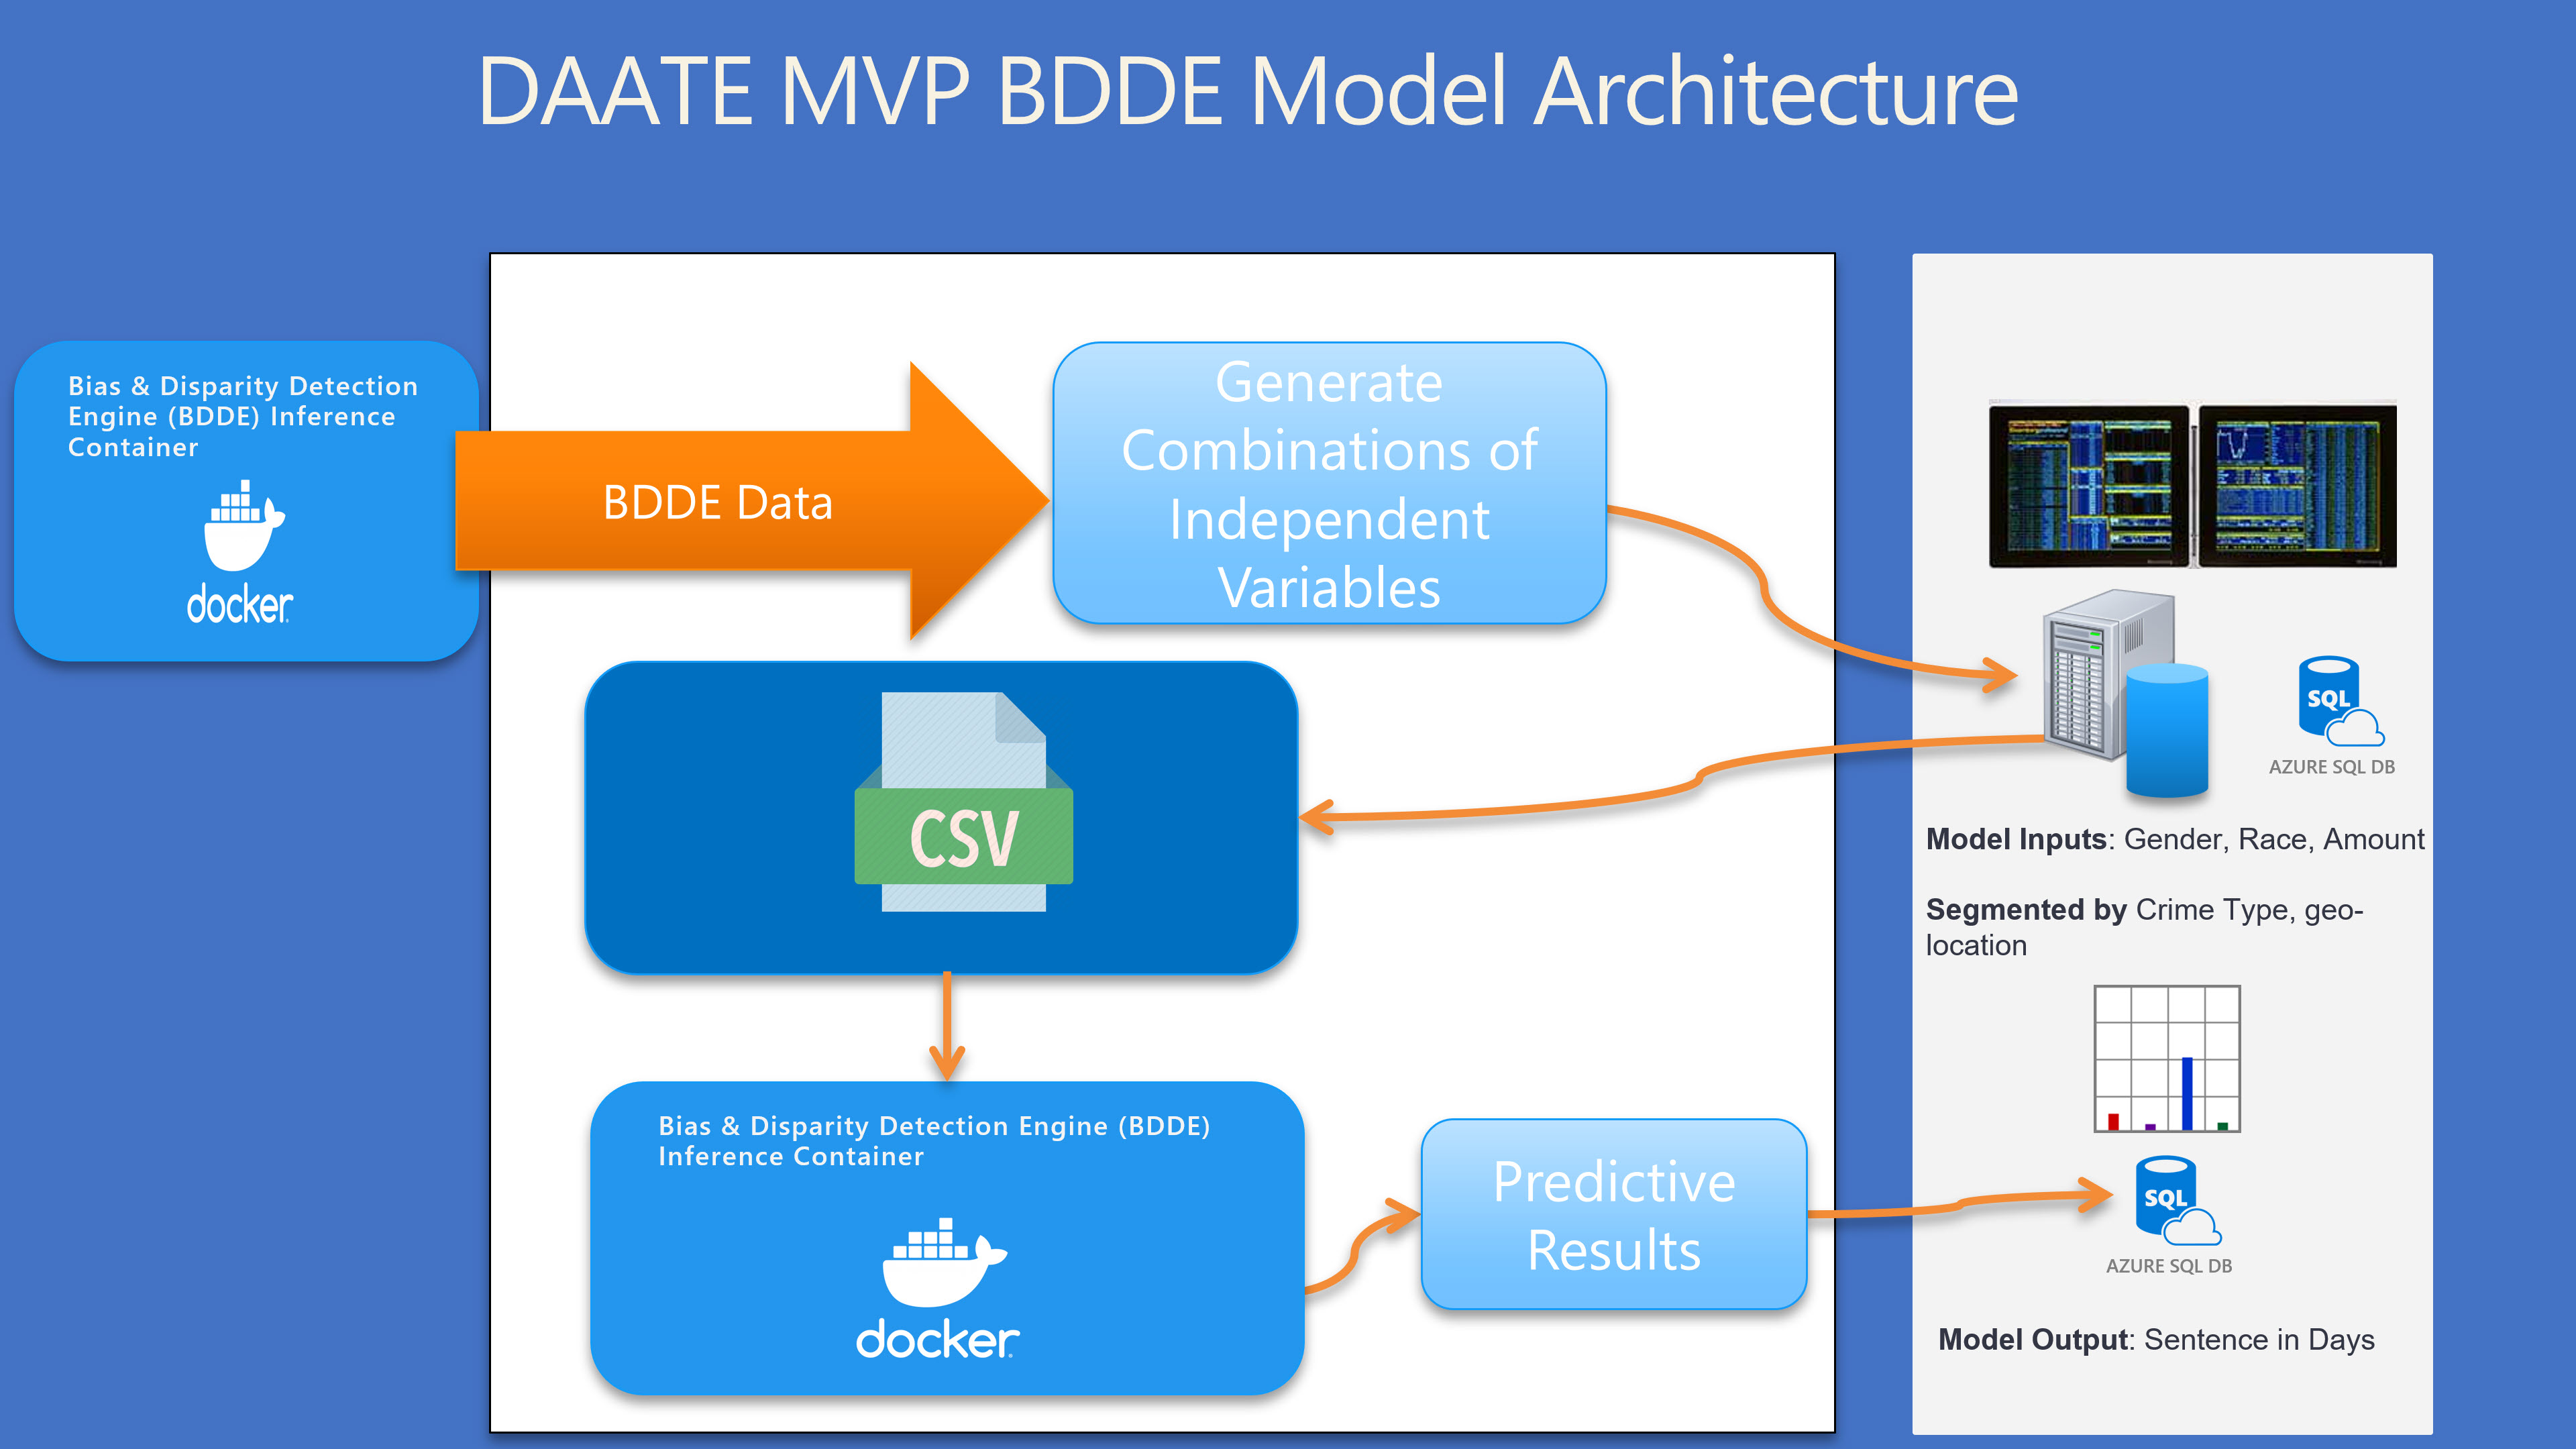 DAATE MVP BDDE Model Architecture
Bias & Disparity Detection
Engine (BDDE) Inference
Container
docker
BDDE Data
Generate
Combinations of
Independent
Variables
SQL
AZURE SQL DB
CSV
Model Inputs: Gender, Race, Amount
Segmented by Crime Type, geo-
location
Bias & Disparity Detection Engine (BDDE)
Inference Container
docker
Predictive
Results
SQL
AZURE SQL DB
Model Output: Sentence in Days